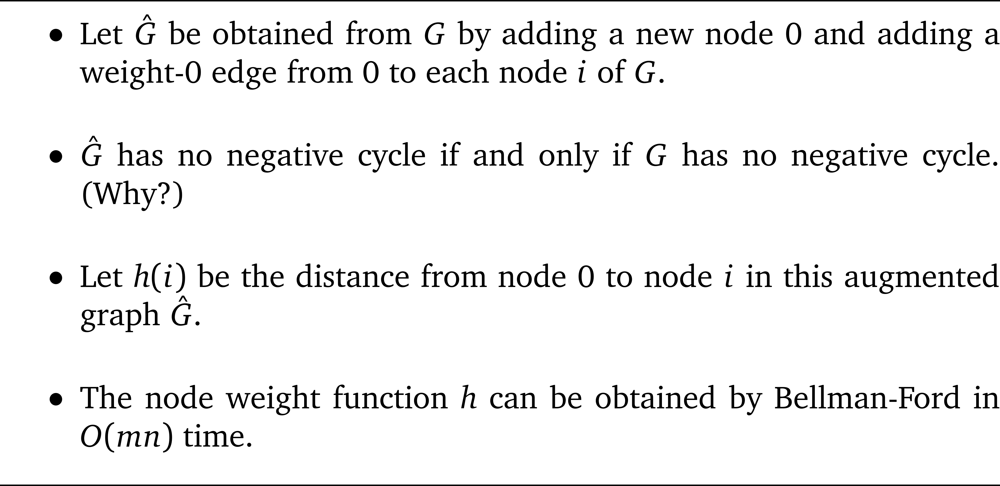 • Let Ĝ be obtained from G by adding a new node 0 and adding a
weight-0 edge from 0 to each node i of G.
• Ĝ has no negative cycle if and only if G has no negative cycle.
(Why?)
• Let h(i) be the distance from node 0 to node i in this augmented
graph Ĝ.
• The node weight function h can be obtained by Bellman-Ford in
O(mn) time.